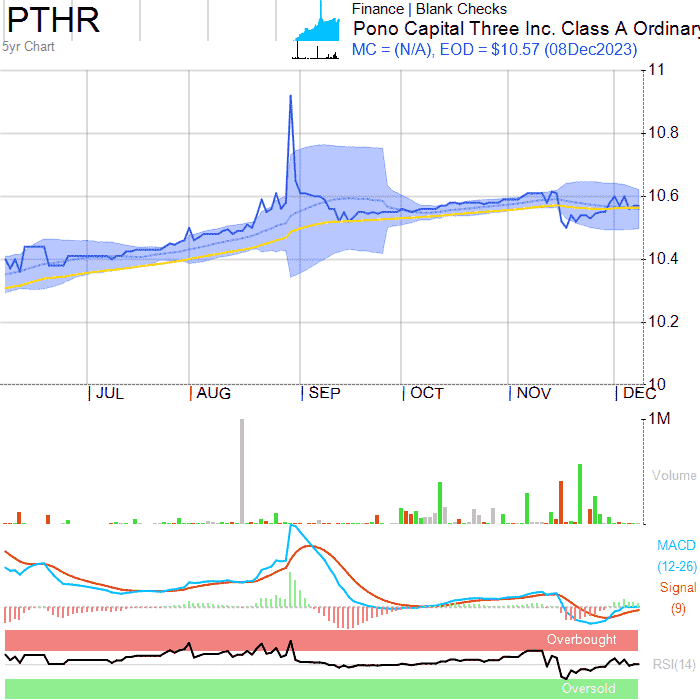 PTHR
5yr Chart
Finance | Blank Checks
Pono Capital Three Inc. Class A Ordinary
MC = (N/A), EOD = $10.57 (08Dec2023)
11
10.8
10.6
10.4
10.2
10
JUL AUG SEP OCT NOV DEC
1M
Volume
MACD
(12-26)
Signal
(9)
Overbought
RSI(14)
Oversold